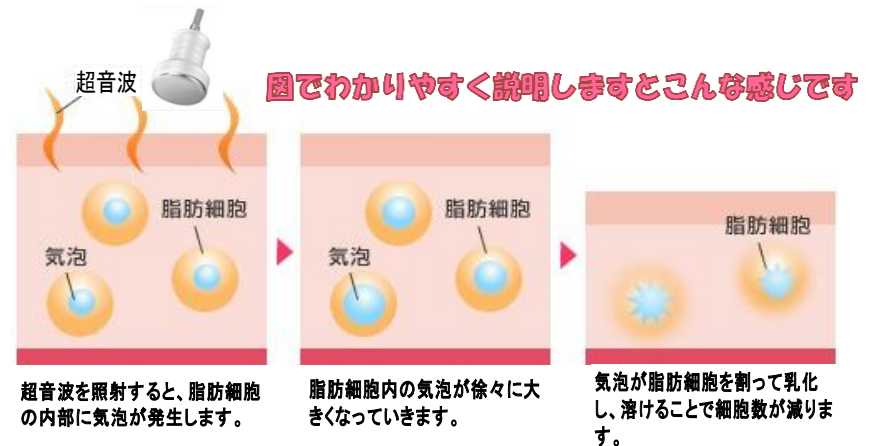 超音波
図でわかりやすく説明しますとこんな感じです
脂肪細胞
気泡
脂肪細胞
気泡
脂肪細胞
超音波を照射すると、脂肪細胞
の内部に気泡が発生します。
脂肪細胞内の気泡が徐々に大
きくなっていきます。
気泡が脂肪細胞を割って乳化
し、溶けることで細胞数が減りま
す。